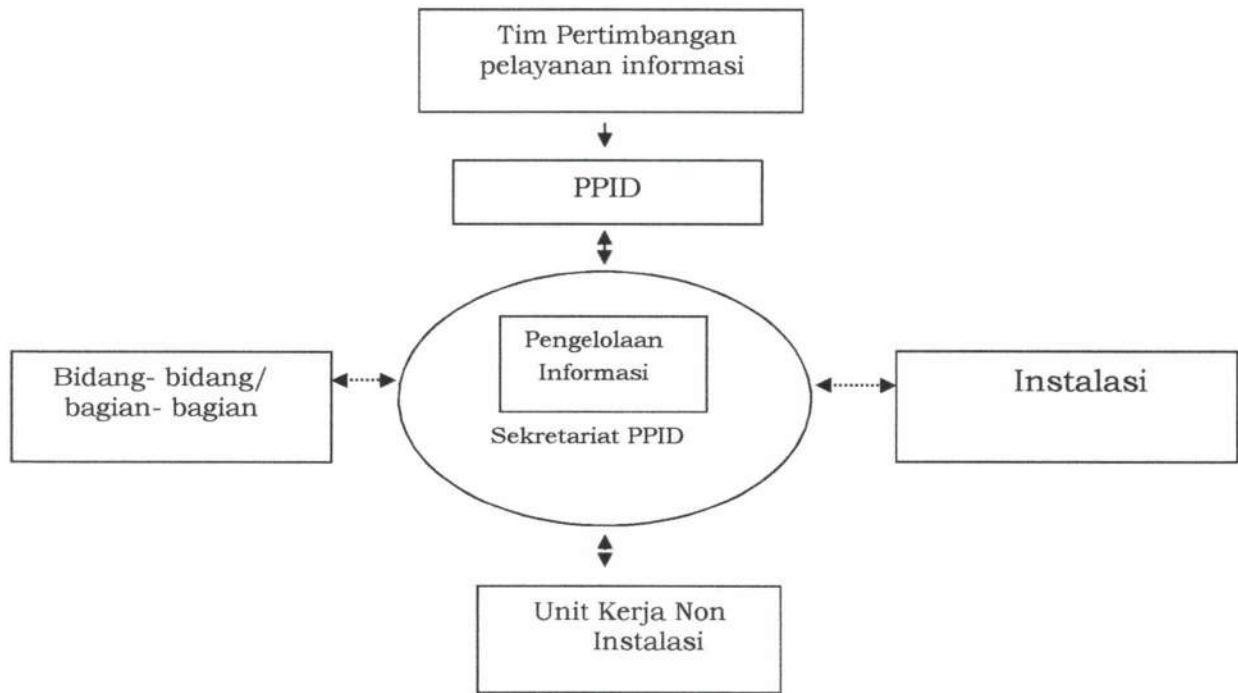 Tim Pertimbangan
pelayanan informasi
PPID
Pengelolaan
Informasi
Sekretariat PPID
Bidang- bidang/
bagian- bagian
Instalasi
Unit Kerja Non
Instalasi